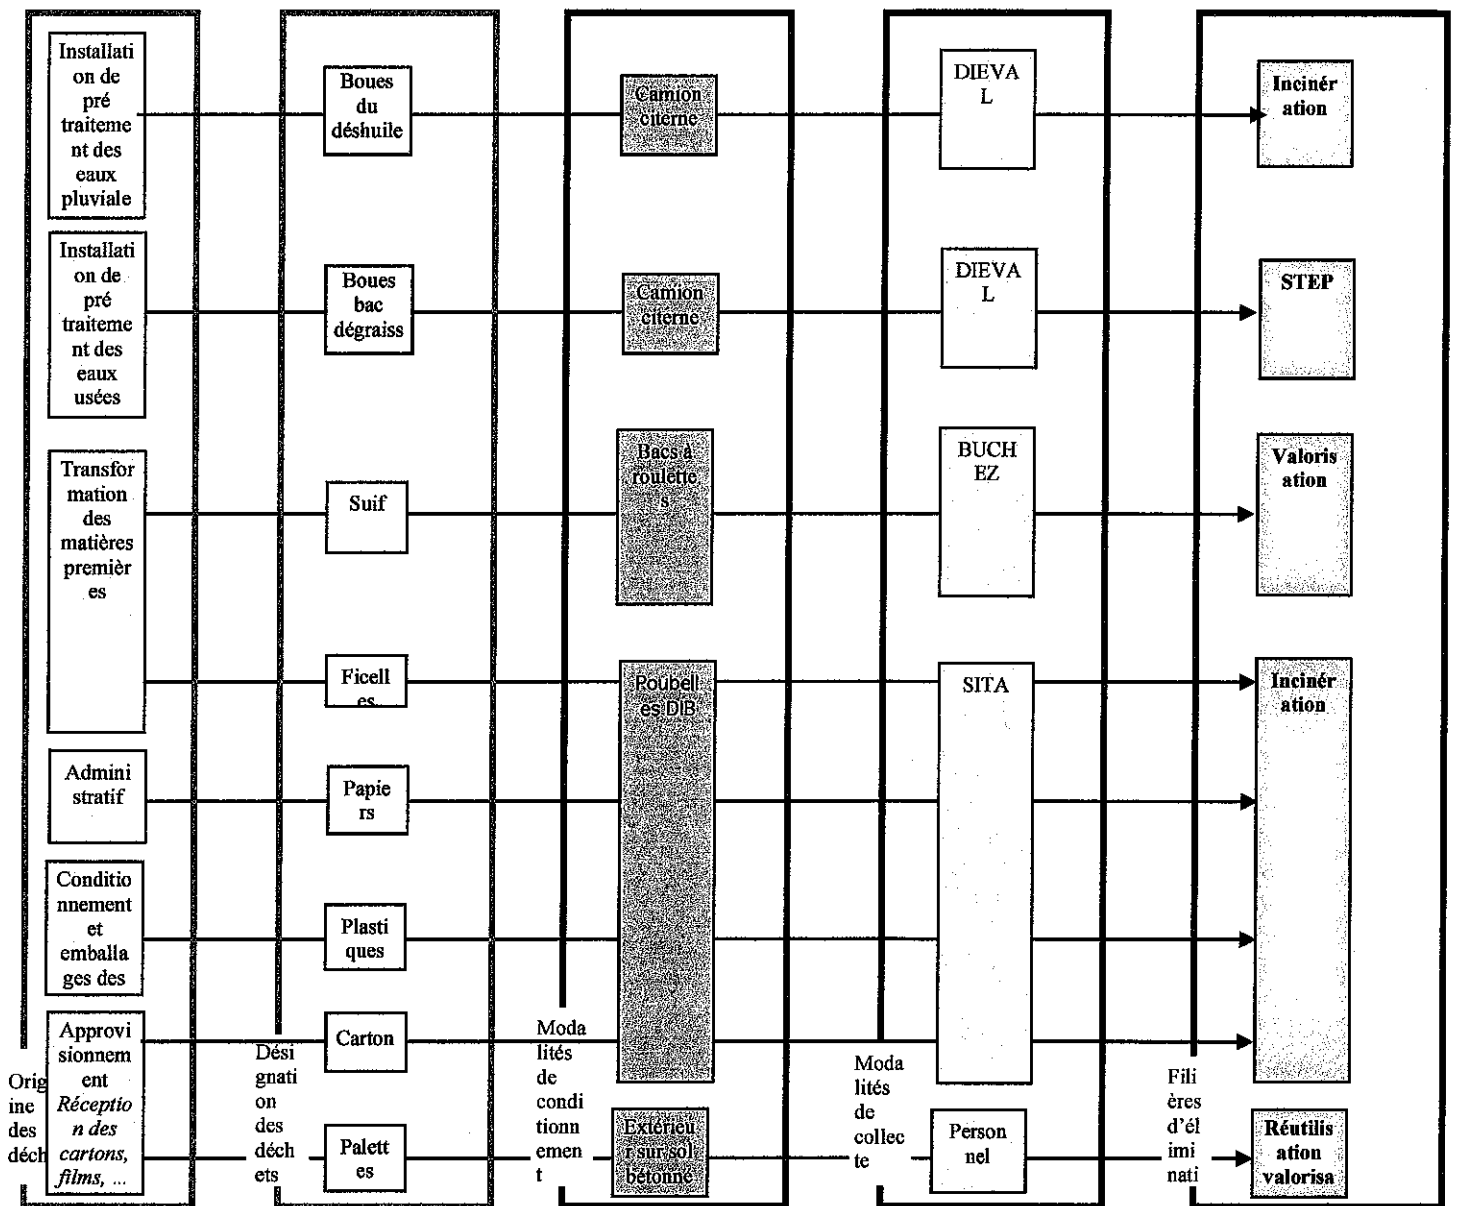 Installati
on de
pré
traiteme
nt des
eaux
pluviale
Boues
du
déshuile
Camion
citerne
DIEVA
L
Incinér
ation
Installati
on de
pré
traiteme
nt des
eaux
usées
Boues
bac
dégraiss
Camion
citerne
DIEVA
L
STEP
Transfor
mation
des
matières
premièr
es
Suif
Bacs à
roulette
s
BUCH
EZ
Valoris
ation
Ficell
es
Poubell
es DIB
SITA
Incinér
ation
Admini
stratif
Papie
rs
Conditio
nnement
et
emballa
ges des
Plasti
ques
Approvi
sionnem
ent
Réceptio
n des
cartons,
films, ...
Carton
Palet
tes
Extérieu
r sur sol
bétonné
Person
nel
Réutilis
ation
valorisa
Orig
ine
des
déch
Dési
gnati
on
des
déch
ets
Moda
lités
de
condi
tionn
emen
t
Moda
lités
de
collec
te
Fili
ères
d'él
imi
nati